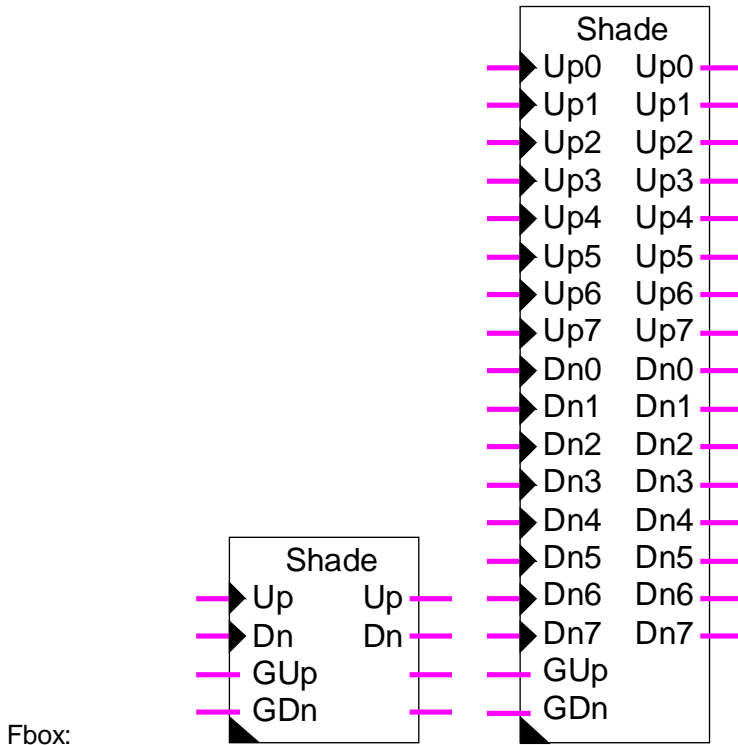 Shade
Up0 Up0
Up1 Up1
Up2 Up2
Up3 Up3
Up4 Up4
Up5 Up5
Up6 Up6
Up7 Up7
Dn0 Dn0
Dn1 Dn1
Dn2 Dn2
Dn3 Dn3
Dn4 Dn4
Dn5 Dn5
Dn6 Dn6
Dn7 Dn7
GUp
GDn
Shade
Up Up
Dn Dn
GUp
GDn
Fbox: